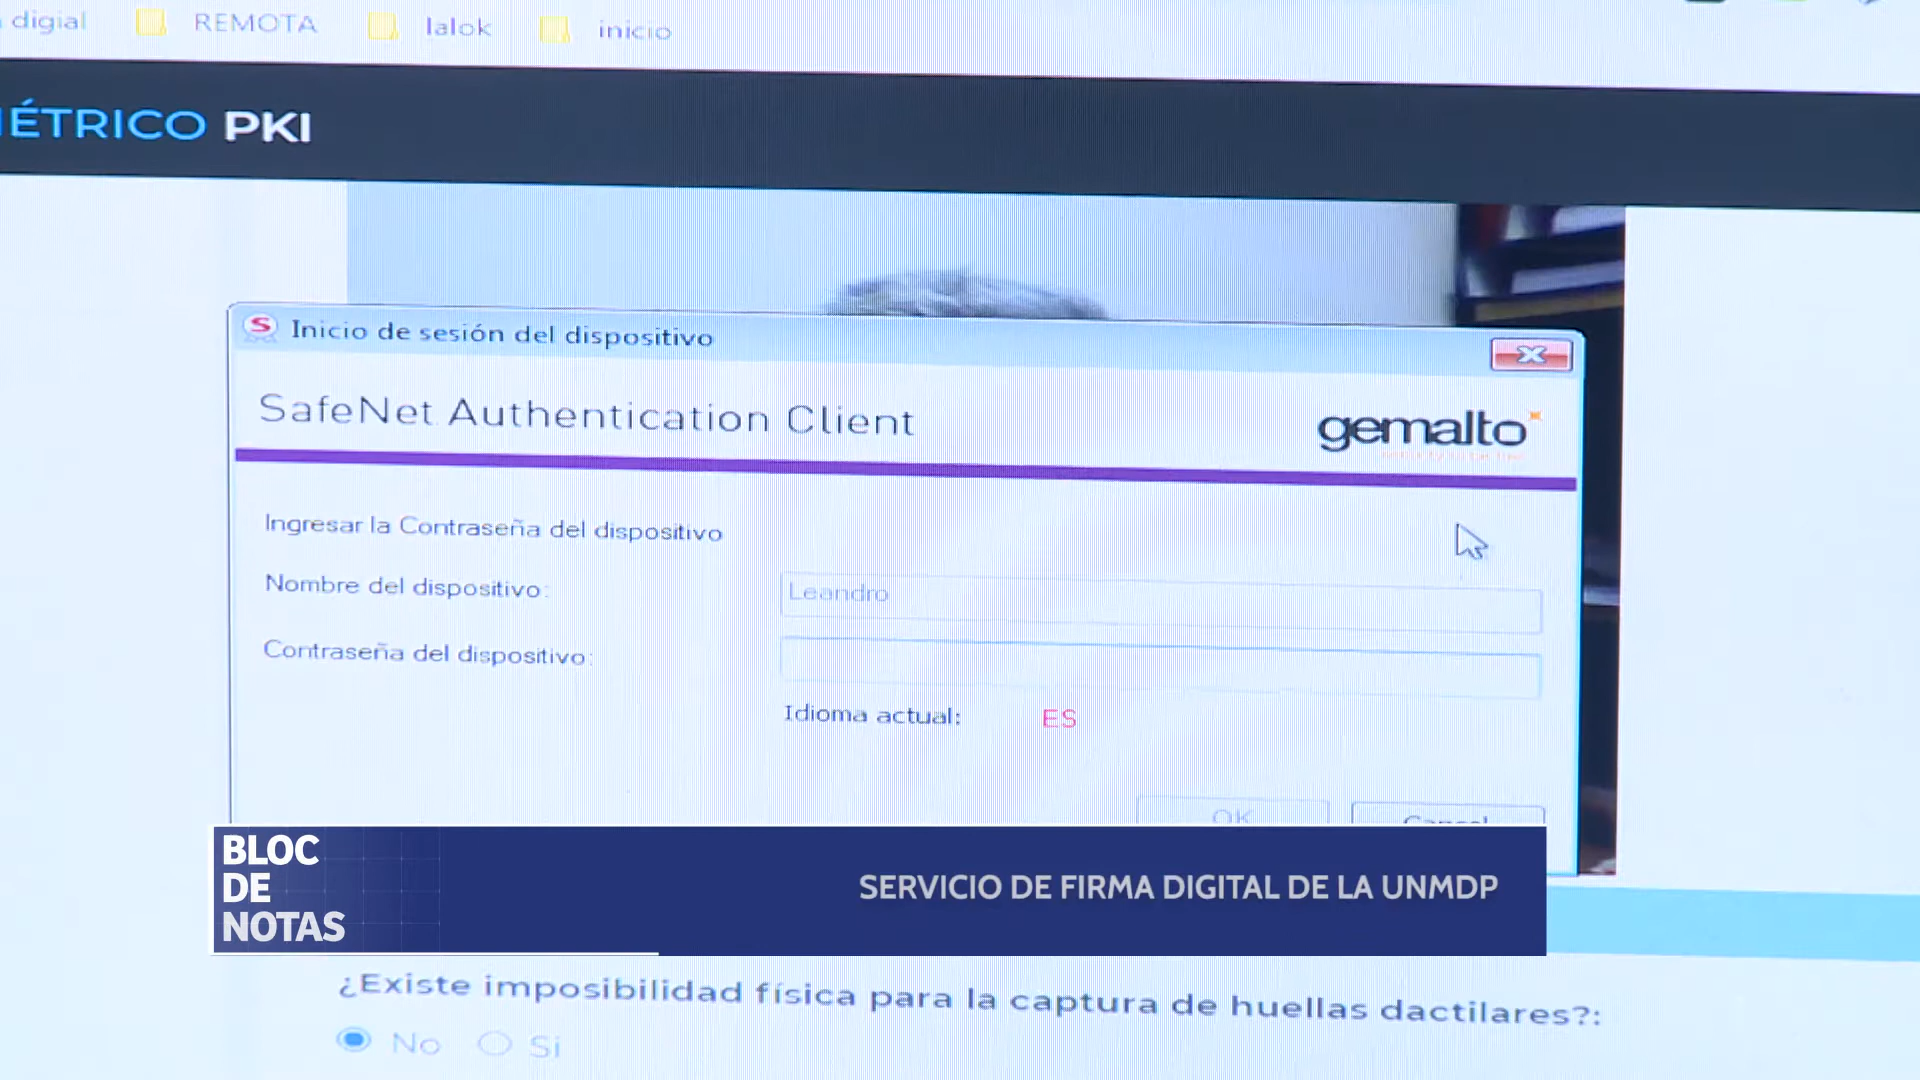 digial REMOTA lalok inicio
ÉTRICO PKI
Inicio de sesión del dispositivo
SafeNet Authentication Client
gemalto
Ingresar la Contraseña del dispositivo
Nombre del dispositivo: Leandro
Contraseña del dispositivo:
Idioma actual: ES
OK Cancel
BLOC
DE
NOTAS
SERVICIO DE FIRMA DIGITAL DE LA UNMDP
¿Existe imposibilidad física para la captura de huellas dactilares?:
No Si